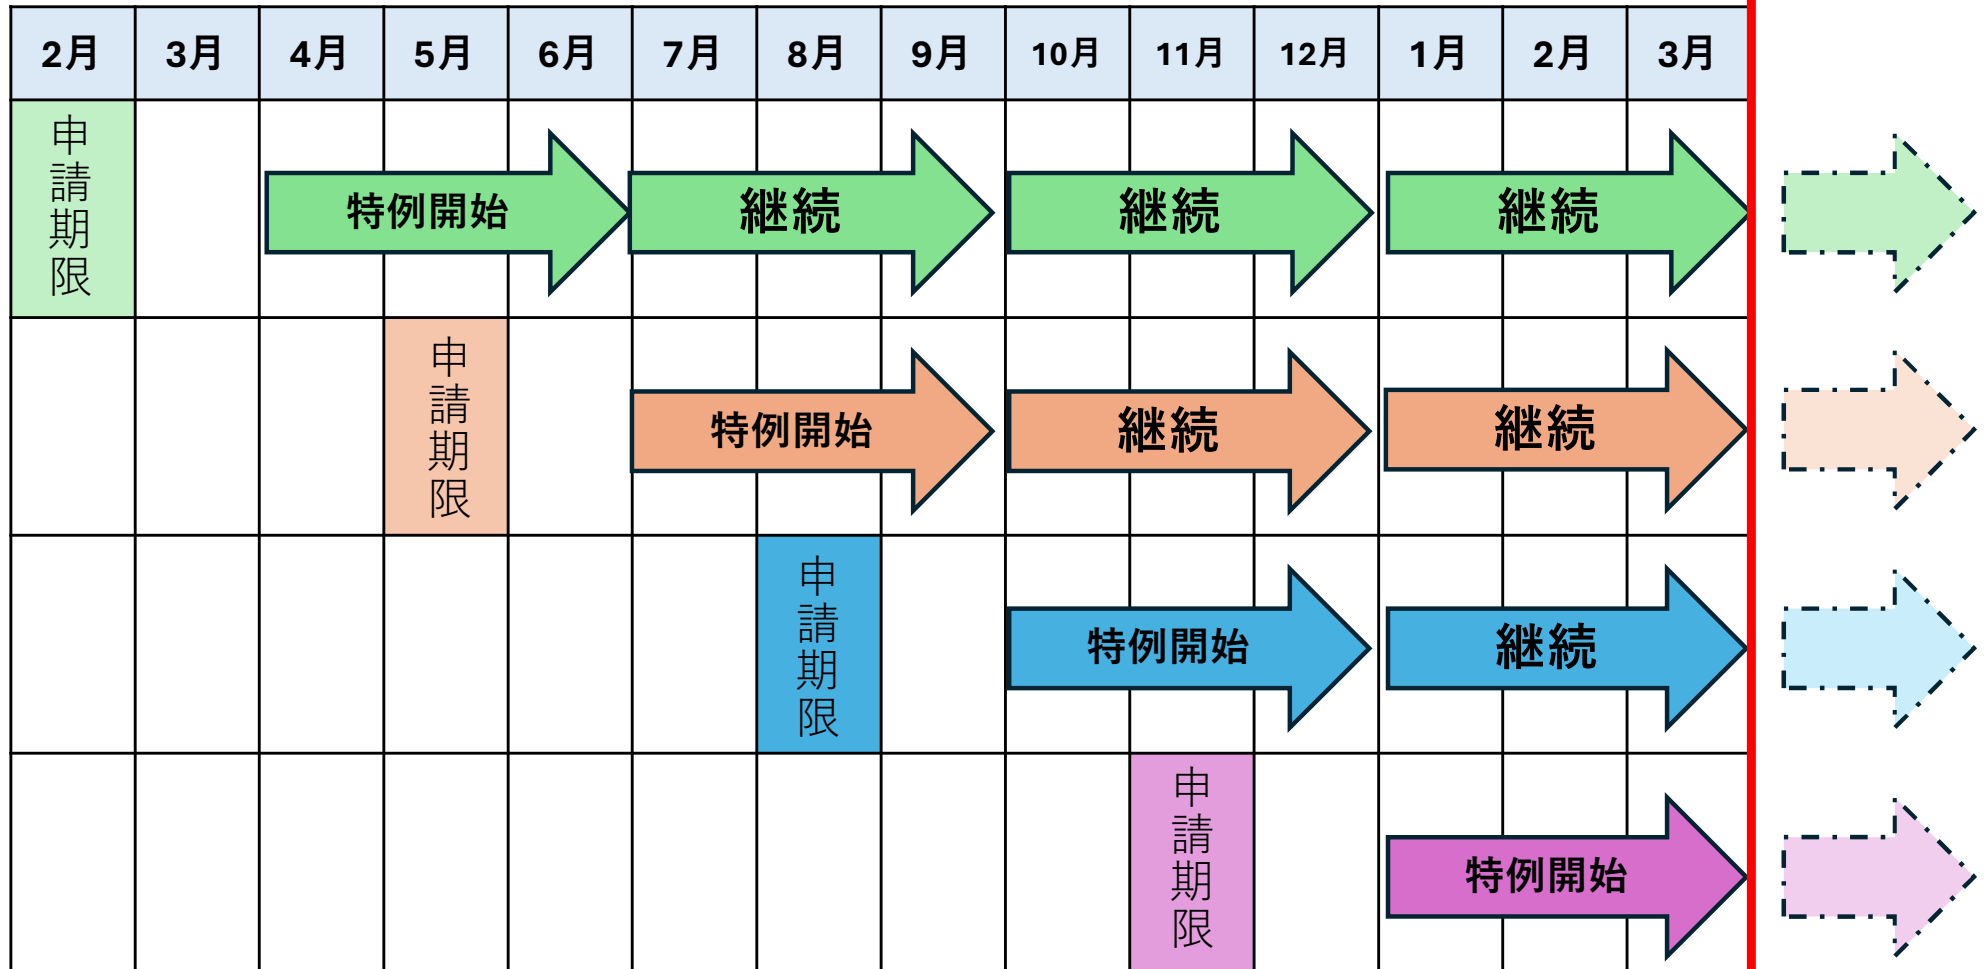 2月 3月 4月 5月 6月 7月 8月 9月 10月 11月 12月 1月 2月 3月
申請期限
特例開始 継続 継続 継続
申請期限
特例開始 継続 継続
申請期限
特例開始 継続
申請期限
特例開始